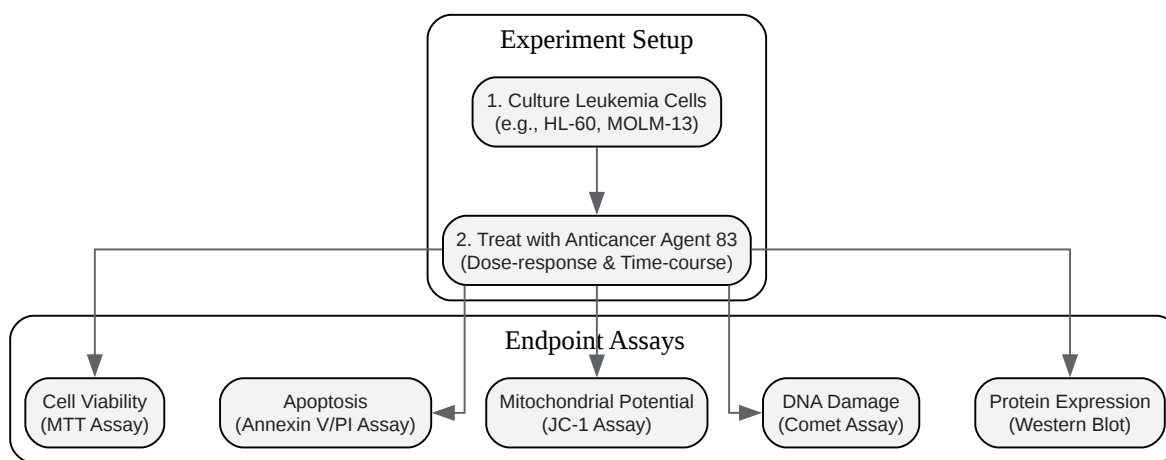 Experiment Setup
1. Culture Leukemia Cells
(e.g., HL-60, MOLM-13)
2. Treat with Anticancer Agent 83
(Dose-response & Time-course)
Endpoint Assays
Cell Viability
(MTT Assay)
Apoptosis
(Annexin V/PI Assay)
Mitochondrial Potential
(JC-1 Assay)
DNA Damage
(Comet Assay)
Protein Expression
(Western Blot)